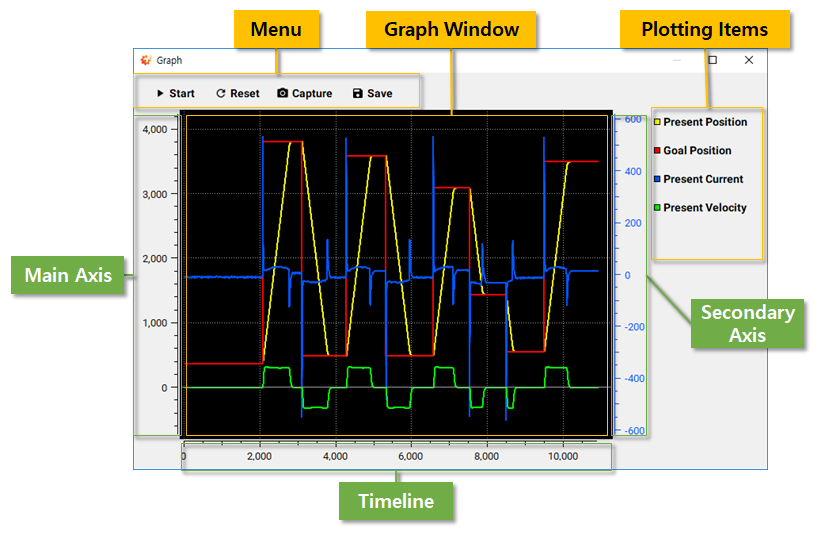 Menu
Graph Window
Plotting Items
Graph
Start
Reset
Capture
Save
4,000
3,000
2,000
1,000
0
600
400
200
0
-200
-400
-600
Present Position
Goal Position
Present Current
Present Velocity
Main Axis
Secondary
Axis
0
2,000
4,000
6,000
8,000
10,000
Timeline